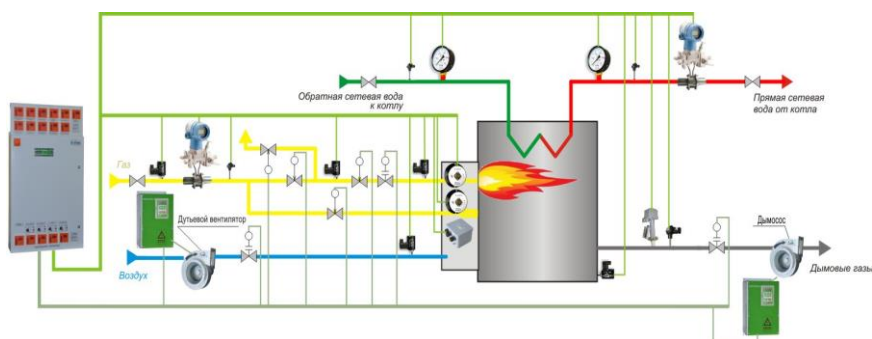 Обратная сетевая вода
к котлу
Прямая сетевая
вода от котла
Газ
Дутьевой вентилятор
Воздух
Дымосос
Дымовые газы